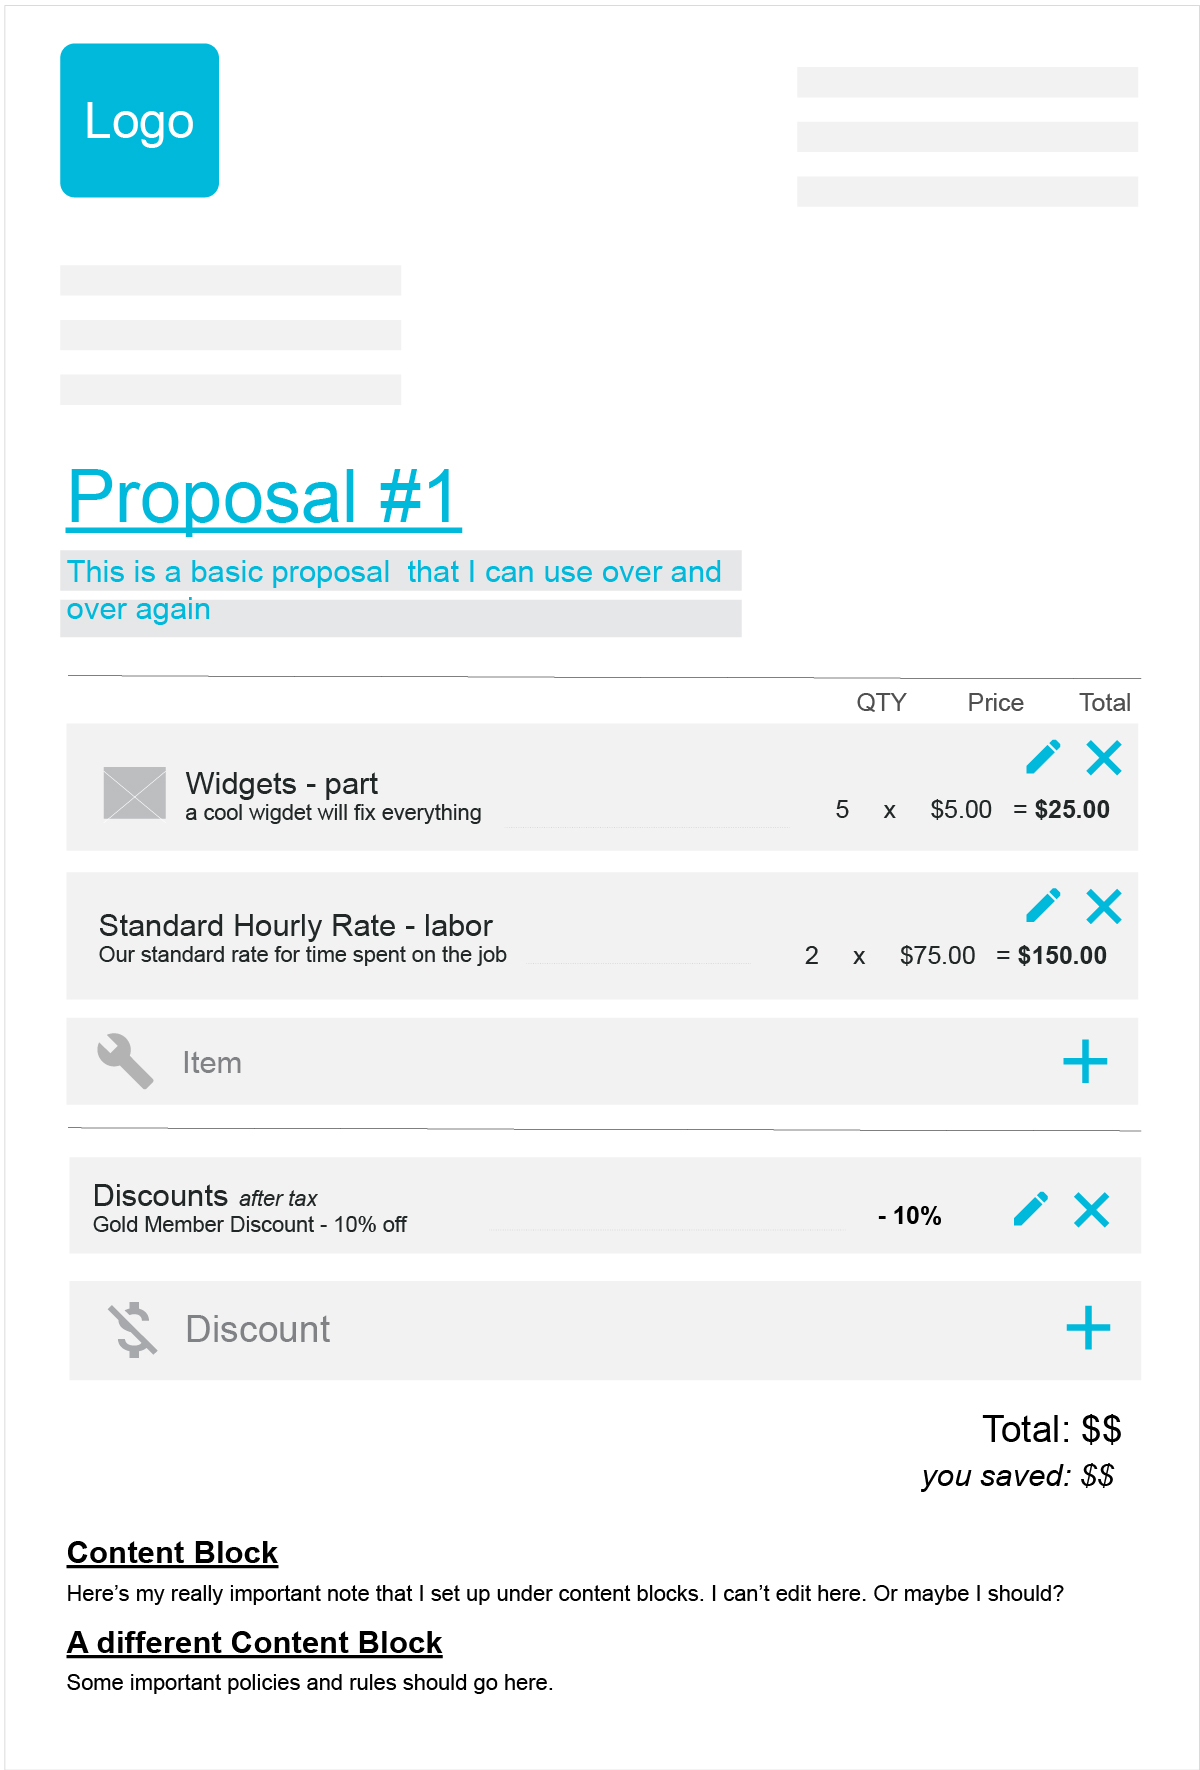 Logo
Proposal #1
This is a basic proposal  that I can use over and
over again
QTY Price Total
Widgets - part
a cool wigdet will fix everything
5 x $5.00 = $25.00
Standard Hourly Rate - labor
Our standard rate for time spent on the job
2 x $75.00 = $150.00
Item
Discounts after tax
Gold Member Discount - 10% off
- 10%
Discount
Total: $$
you saved: $$
Content Block
Here’s my really important note that I set up under content blocks. I can’t edit here. Or maybe I should?
A different Content Block
Some important policies and rules should go here.